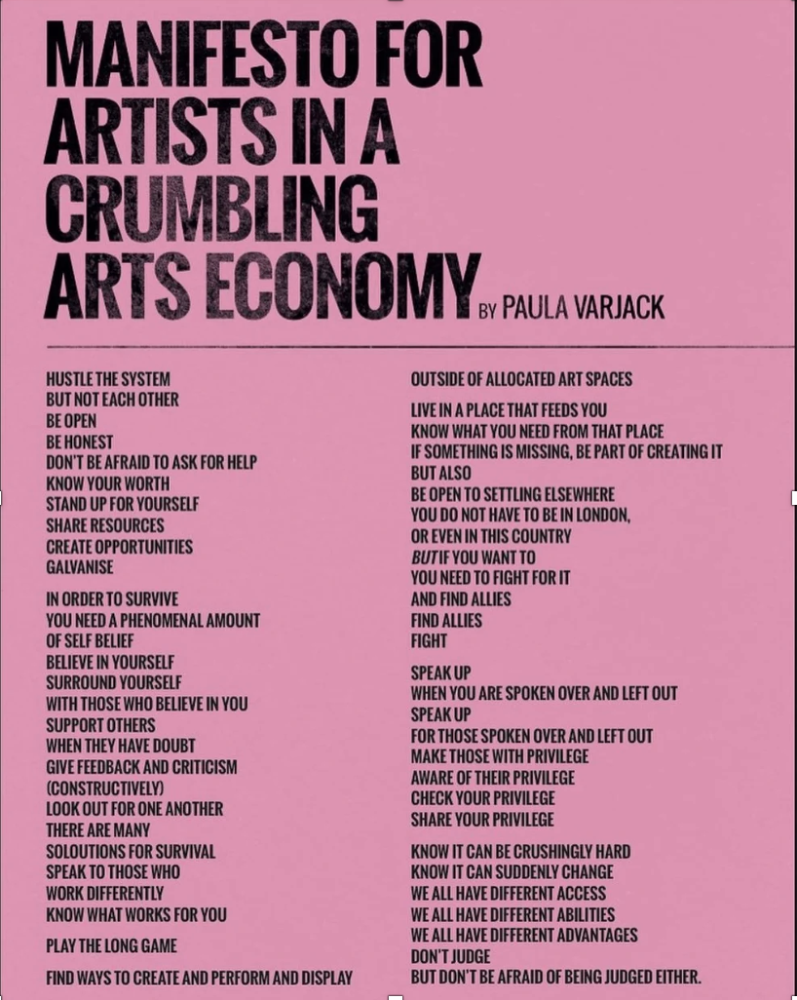 MANIFESTO FOR
ARTISTS IN A
CRUMBLING
ARTS ECONOMY BY PAULA VARJACK
HUSTLE THE SYSTEM
BUT NOT EACH OTHER
BE OPEN
BE HONEST
DON'T BE AFRAID TO ASK FOR HELP
KNOW YOUR WORTH
STAND UP FOR YOURSELF
SHARE RESOURCES
CREATE OPPORTUNITIES
GALVANISE
IN ORDER TO SURVIVE
YOU NEED A PHENOMENAL AMOUNT
OF SELF BELIEF
BELIEVE IN YOURSELF
SURROUND YOURSELF
WITH THOSE WHO BELIEVE IN YOU
SUPPORT OTHERS
WHEN THEY HAVE DOUBT
GIVE FEEDBACK AND CRITICISM
(CONSTRUCTIVELY)
LOOK OUT FOR ONE ANOTHER
THERE ARE MANY
SOLOUTIONS FOR SURVIVAL
SPEAK TO THOSE WHO
WORK DIFFERENTLY
KNOW WHAT WORKS FOR YOU
PLAY THE LONG GAME
FIND WAYS TO CREATE AND PERFORM AND DISPLAY
OUTSIDE OF ALLOCATED ART SPACES
LIVE IN A PLACE THAT FEEDS YOU
KNOW WHAT YOU NEED FROM THAT PLACE
IF SOMETHING IS MISSING, BE PART OF CREATING IT
BUT ALSO
BE OPEN TO SETTLING ELSEWHERE
YOU DO NOT HAVE TO BE IN LONDON,
OR EVEN IN THIS COUNTRY
BUT IF YOU WANT TO
YOU NEED TO FIGHT FOR IT
AND FIND ALLIES
FIND ALLIES
FIGHT
SPEAK UP
WHEN YOU ARE SPOKEN OVER AND LEFT OUT
SPEAK UP
FOR THOSE SPOKEN OVER AND LEFT OUT
MAKE THOSE WITH PRIVILEGE
AWARE OF THEIR PRIVILEGE
CHECK YOUR PRIVILEGE
SHARE YOUR PRIVILEGE
KNOW IT CAN BE CRUSHINGLY HARD
KNOW IT CAN SUDDENLY CHANGE
WE ALL HAVE DIFFERENT ACCESS
WE ALL HAVE DIFFERENT ABILITIES
WE ALL HAVE DIFFERENT ADVANTAGES
DON'T JUDGE
BUT DON'T BE AFRAID OF BEING JUDGED EITHER.